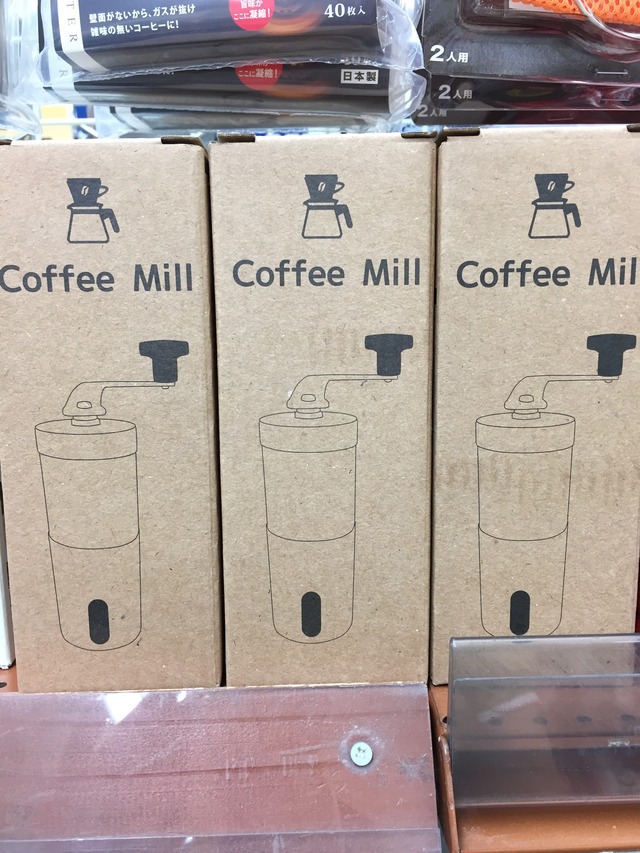 TER
壁面がないから、ガスが抜け
雑味の無いコーヒーに!
旨味が
ここに凝縮!
40枚入
R
ここに凝縮!
日本製
2人用
2人用
2人用
Coffee Mill
Coffee Mill
Coffee Mil